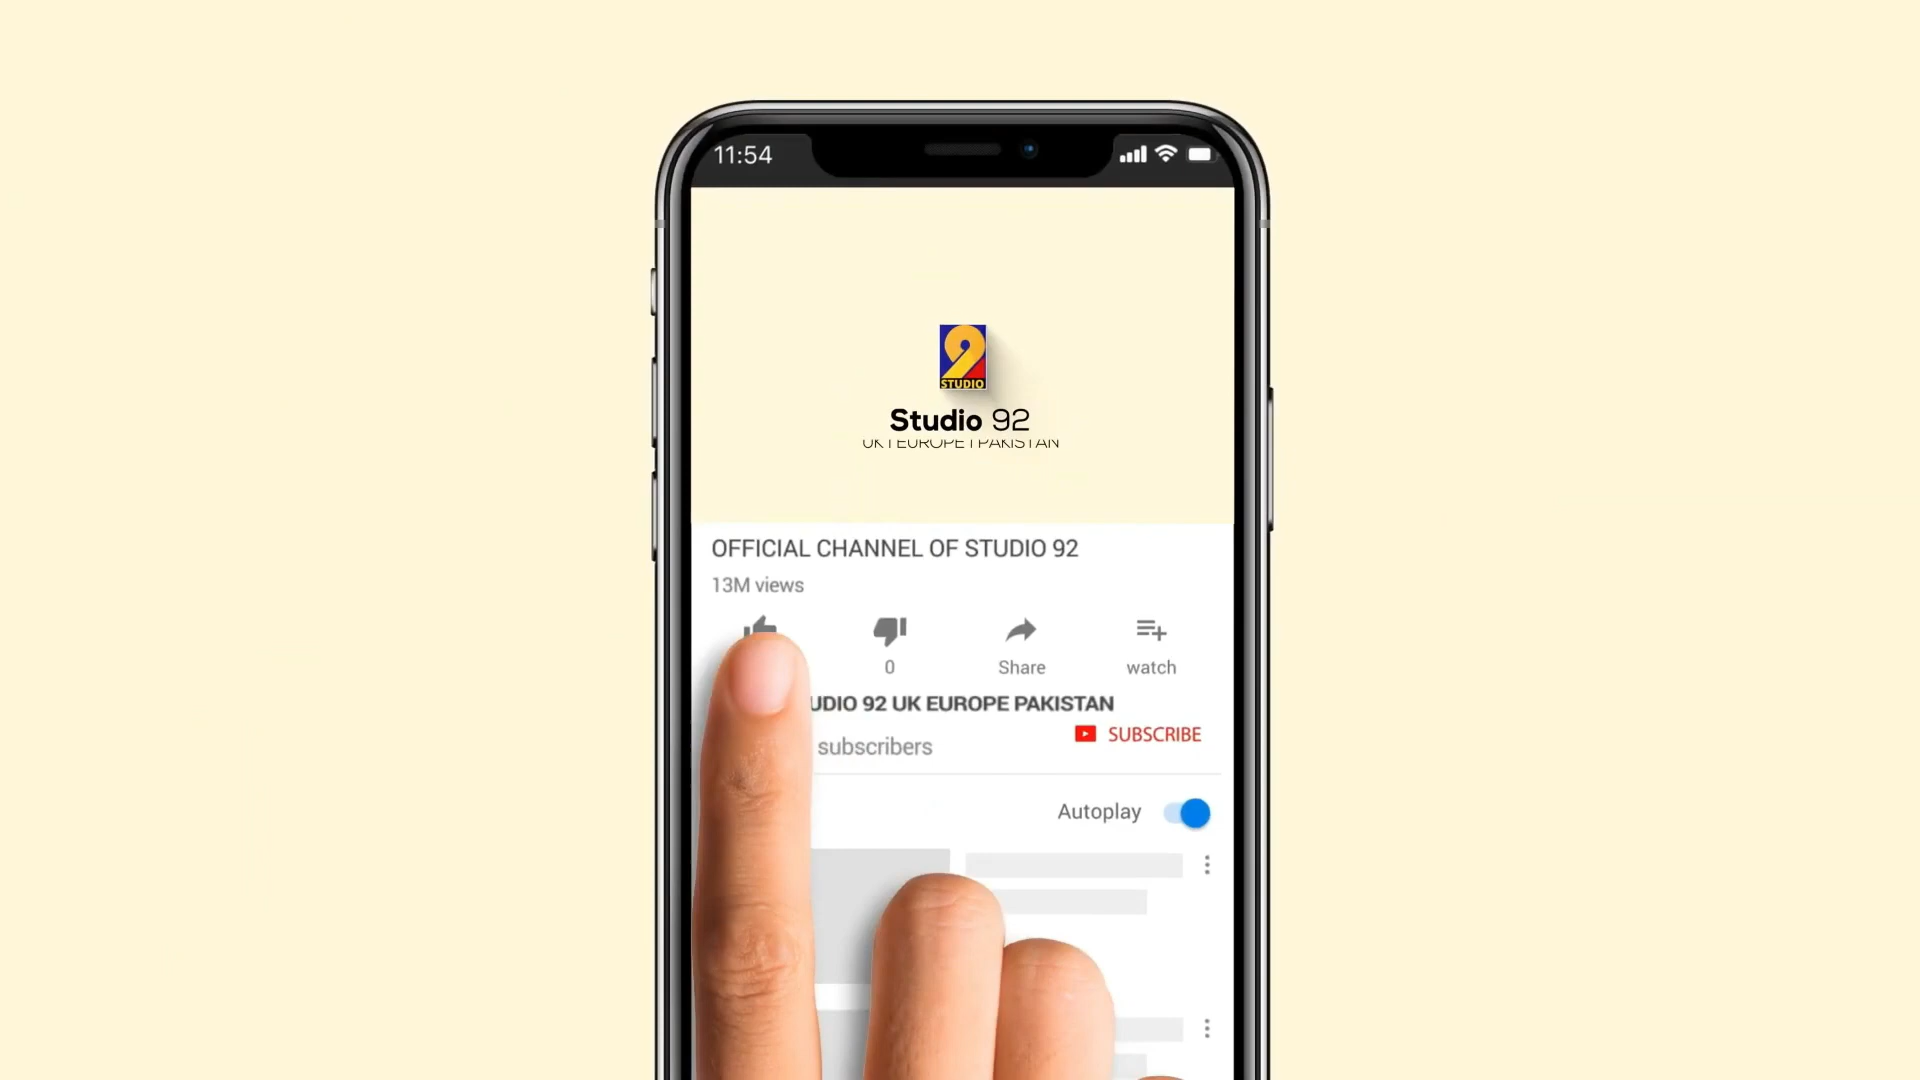 11:54
STUDIO
Studio 92
UK I EUROPE I PAKISTAN
OFFICIAL CHANNEL OF STUDIO 92
13M views
0
Share
watch
UDIO 92 UK EUROPE PAKISTAN
SUBSCRIBE
subscribers
Autoplay